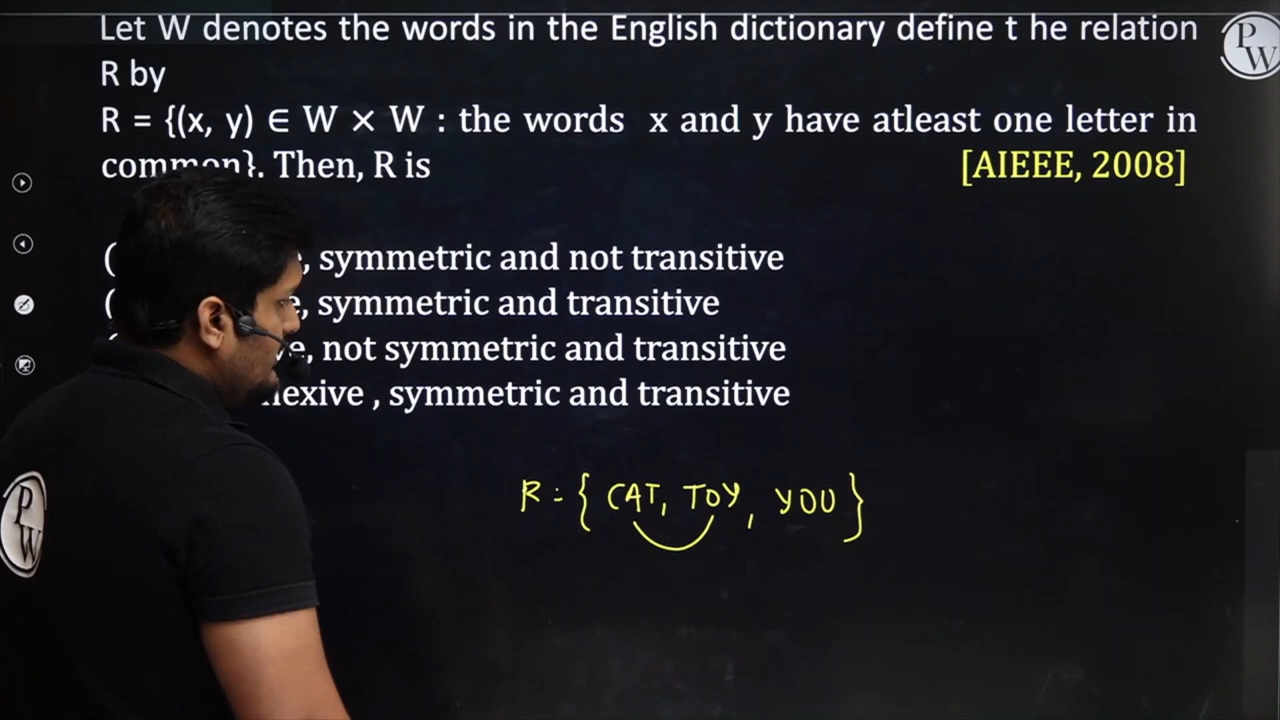 Let W denotes the words in the English dictionary define t he relation
R by
R = {(x, y) ∈ W × W : the words x and y have atleast one letter in
common}. Then, R is [AIEEE, 2008]
, symmetric and not transitive
, symmetric and transitive
, not symmetric and transitive
, symmetric and transitive
R = { CAT, TOY, YOU }
P
W
P
W